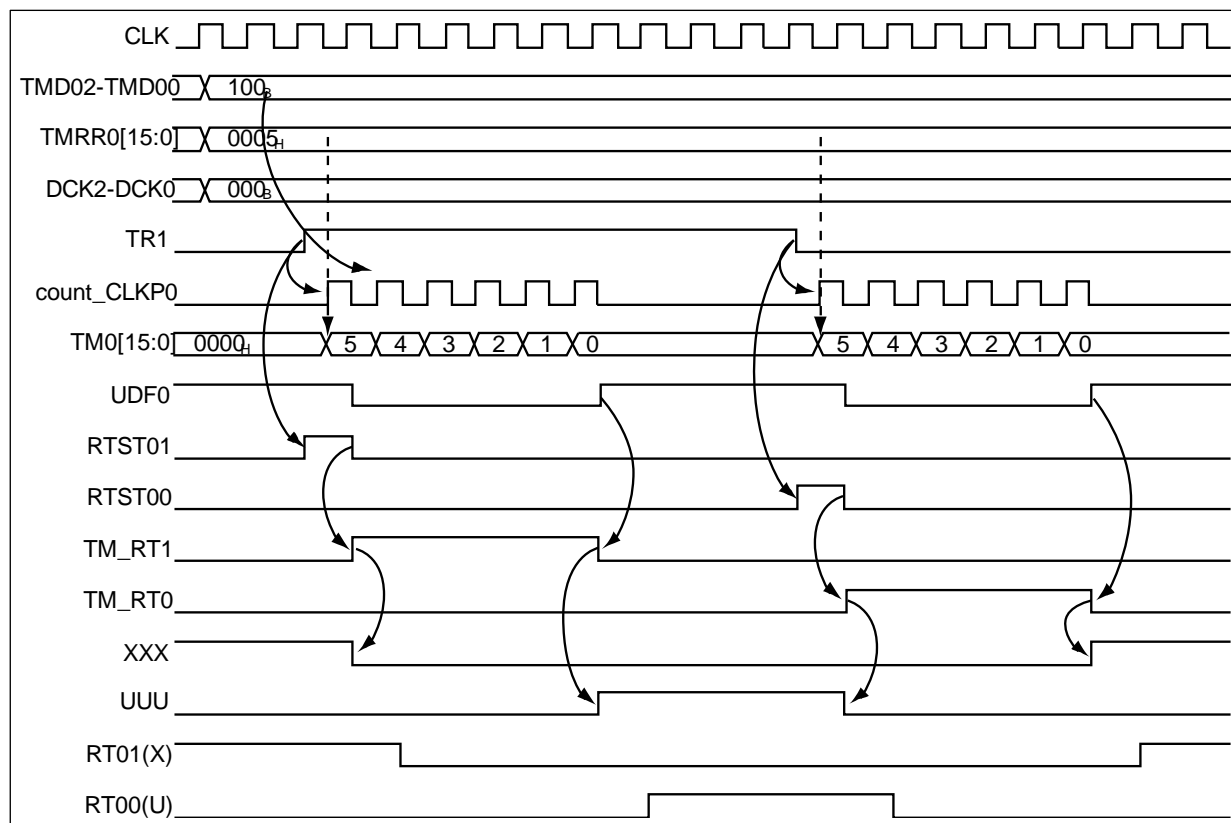 CLK
TMD02-TMD00 100B
TMRR0[15:0] 0005H
DCK2-DCK0 000B
TR1
count_CLKP0
TM0[15:0] 0000H 5 4 3 2 1 0 5 4 3 2 1 0
UDF0
RTST01
RTST00
TM_RT1
TM_RT0
XXX
UUU
RT01(X)
RT00(U)